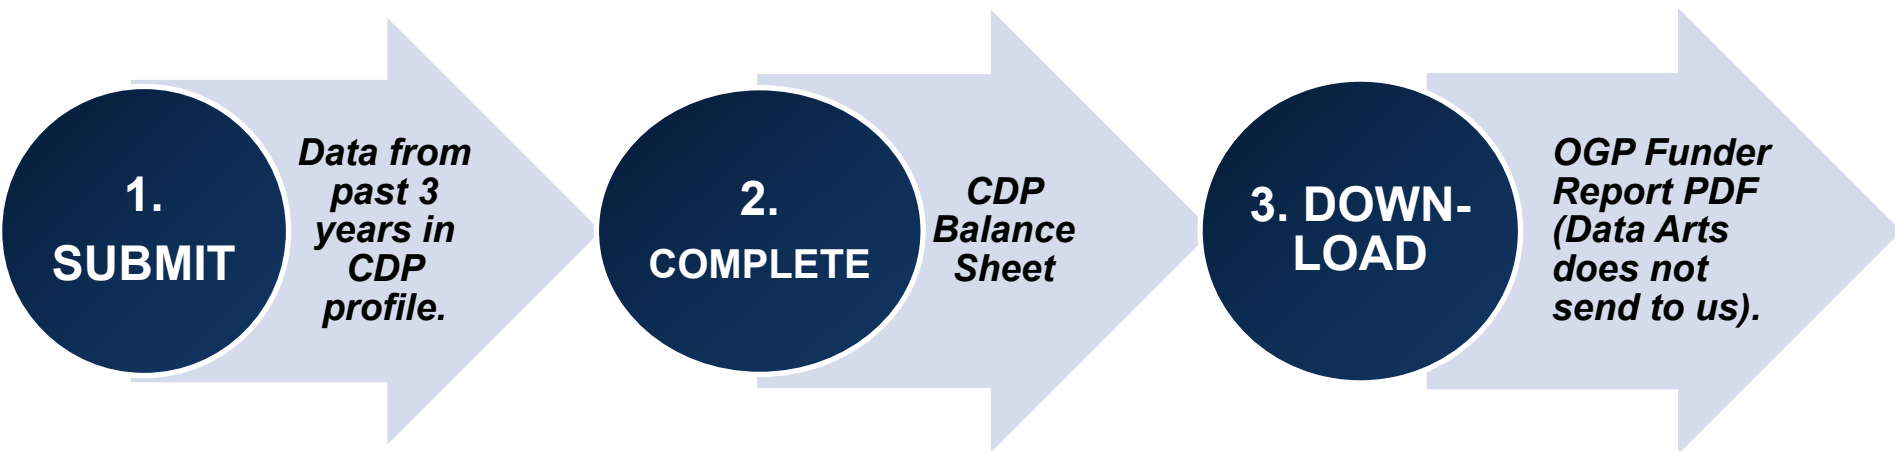 1.
SUBMIT
Data from
past 3
years in
CDP
profile.
2.
COMPLETE
CDP
Balance
Sheet
3. DOWN-
LOAD
OGP Funder
Report PDF
(Data Arts
does not
send to us).